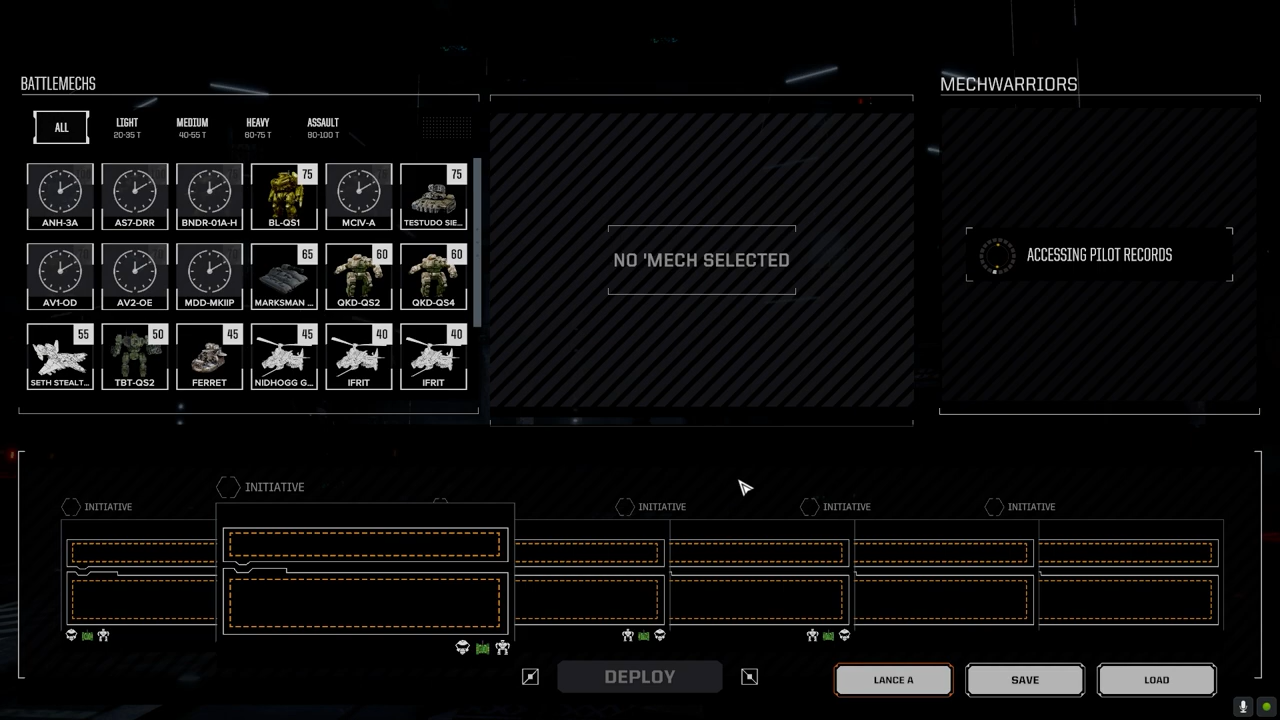 BATTLEMECHS
MECHWARRIORS
ALL
LIGHT
20-35 T
MEDIUM
40-55 T
HEAVY
60-75 T
ASSAULT
80-100 T
ANH-3A
AS7-DRR
BNDR-01A-H
75
BL-QS1
MCIV-A
75
TESTUDO SIE...
AV1-OD
AV2-OE
MDD-MKIIP
65
MARKSMAN ...
60
QKD-QS2
60
QKD-QS4
55
SETH STEALT...
50
TBT-QS2
45
FERRET
45
NIDHOGG G...
40
IFRIT
40
IFRIT
NO 'MECH SELECTED
ACCESSING PILOT RECORDS
INITIATIVE
INITIATIVE
INITIATIVE
INITIATIVE
INITIATIVE
DEPLOY
LANCE A
SAVE
LOAD